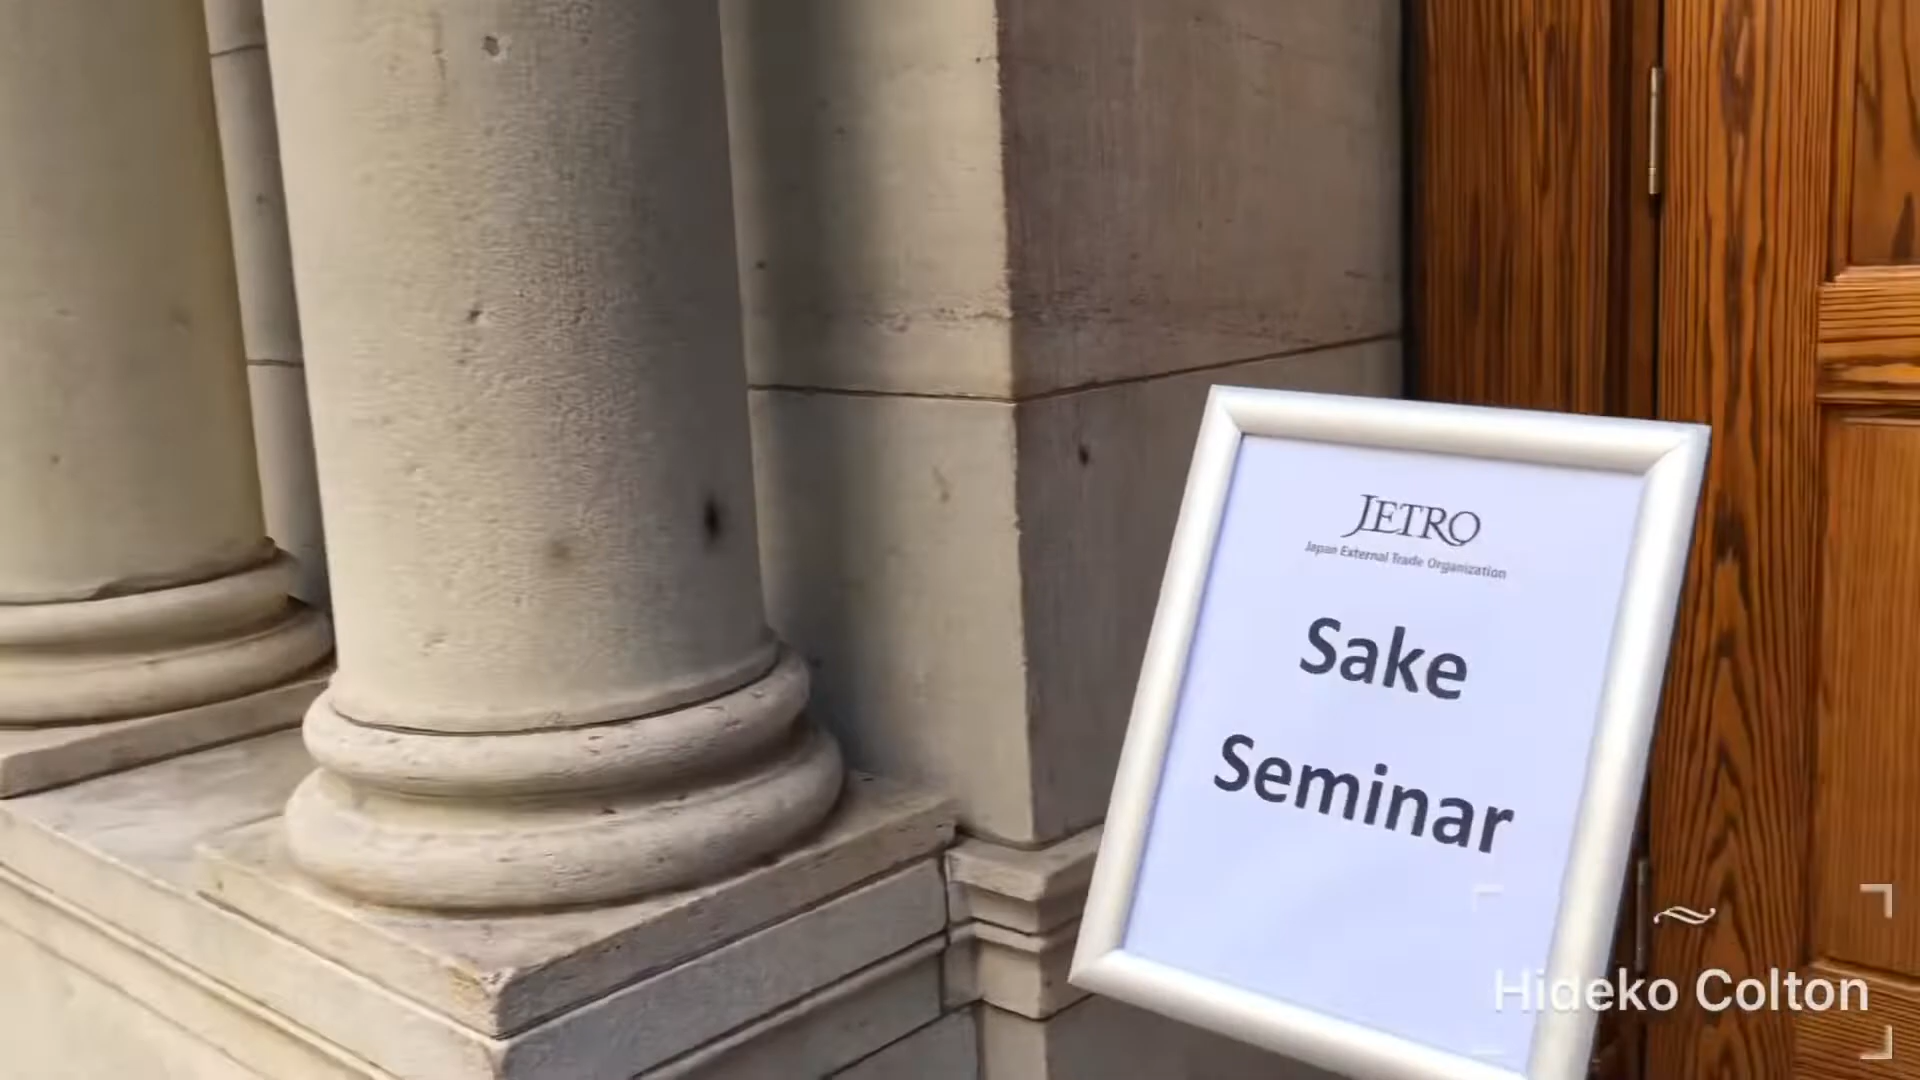 JETRO
Japan External Trade Organization
Sake
Seminar
Hideko Colton